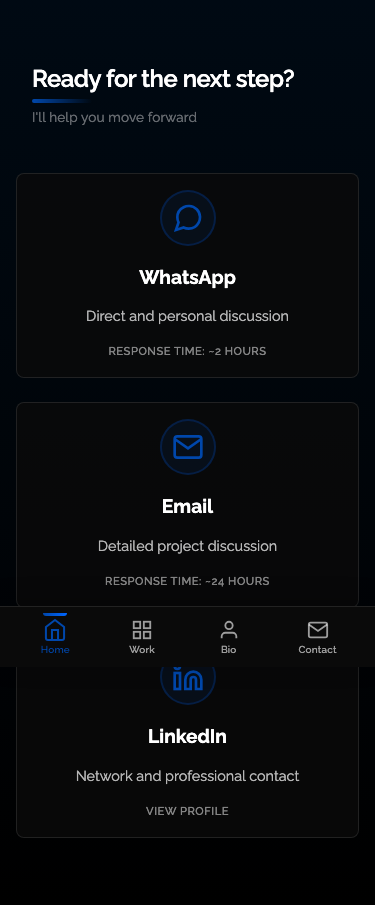 Ready for the next step?
I'll help you move forward
WhatsApp
Direct and personal discussion
RESPONSE TIME: ~2 HOURS
Email
Detailed project discussion
RESPONSE TIME: ~24 HOURS
Home Work Bio Contact
LinkedIn
Network and professional contact
VIEW PROFILE